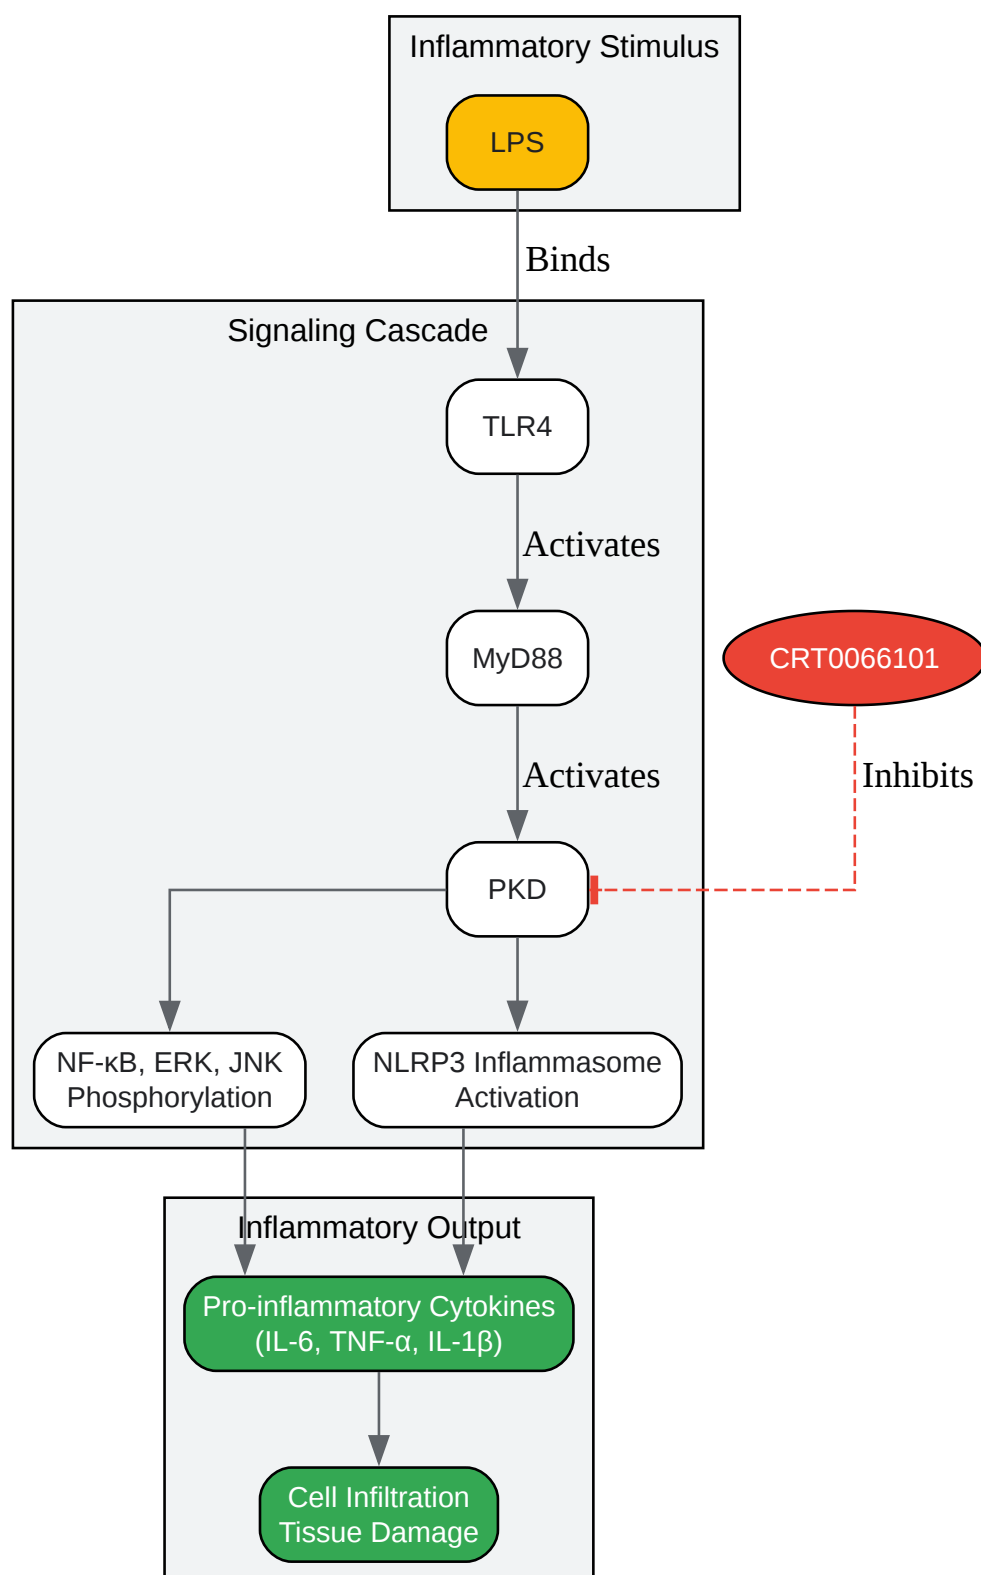 Inflammatory Stimulus
LPS
Binds
Signaling Cascade
TLR4
Activates
MyD88
CRT0066101
Activates
Inhibits
PKD
NF-κB, ERK, JNK
Phosphorylation
NLRP3 Inflammasome
Activation
Inflammatory Output
Pro-inflammatory Cytokines
(IL-6, TNF-α, IL-1β)
Cell Infiltration
Tissue Damage